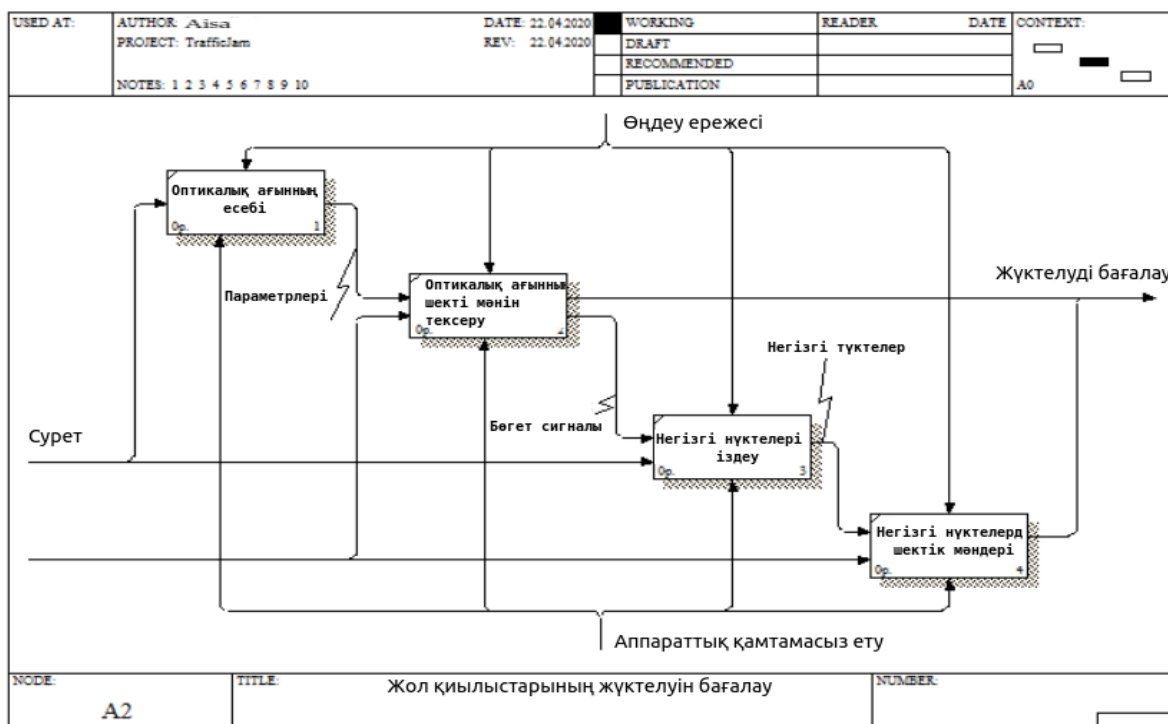 USED AT:
AUTHOR: Aisa
DATE: 22.04.2020
WORKING
READER
DATE
CONTEXT:
PROJECT: TrafficJam
REV: 22.04.2020
DRAFT
RECOMMENDED
NOTES: 1 2 3 4 5 6 7 8 9 10
PUBLICATION
A0
Өңдеу ережесі
Оптикалық ағынның
есебі
0р.
1
Параметрлері
Оптикалық ағынны
шекті мәнін
тексеру
0р.
2
Жүктелуді бағалау
Негізгі түктелер
Бөгет сигналы
Сурет
Негізгі нүктелері
іздеу
0р.
3
Негізгі нүктелерд
шектік мәндері
0р.
4
Аппараттық қамтамасыз ету
NODE:
A2
TITLE:
Жол қиылыстарының жүктелуін бағалау
NUMBER: